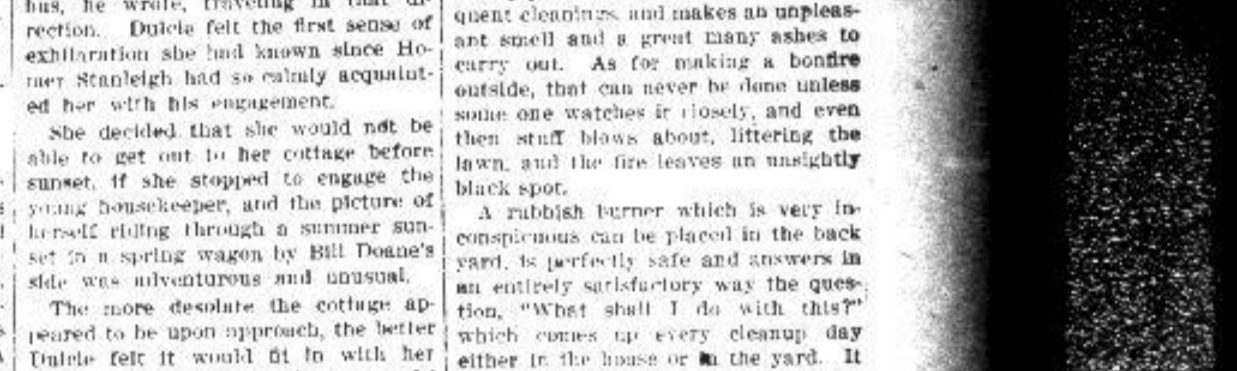 bus, he wrote, traveling in that di-
rection. Dulcie felt the first sense of
exhilaration she had known since Ho-
mer Stanleigh had so calmly acquaint-
ed her with his engagement.
She decided that she would not be
able to get out to her cottage before
sunset, if she stopped to engage the
young housekeeper, and the picture of
herself riding through a summer sun-
set in a spring wagon by Bill Doane's
side was adventurous and unusual.
The more desolate the cottage ap-
peared to be upon approach, the better
Dulcie felt it would fit in with her
quent cleanings, and makes an unpleas-
ant smell and a great many ashes to
carry out. As for making a bonfire
outside, that can never be done unless
some one watches it closely, and even
then stuff blows about, littering the
lawn, and the fire leaves an unsightly
black spot.
A rubbish burner which is very in-
conspicuous can be placed in the back
yard, is perfectly safe and answers in
an entirely satisfactory way the ques-
tion, "What shall I do with this?"
which comes up every cleanup day
either in the house or in the yard. It